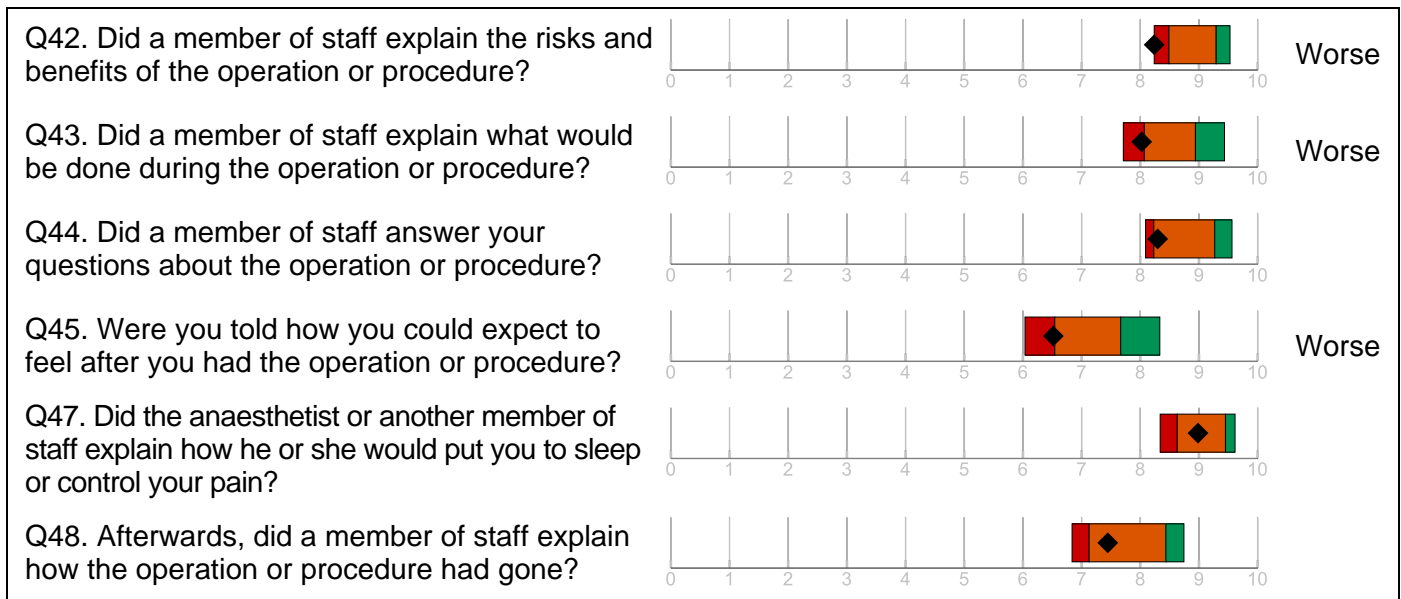 Q42. Did a member of staff explain the risks and
benefits of the operation or procedure?
0 1 2 3 4 5 6 7 8 9 10
Worse
Q43. Did a member of staff explain what would
be done during the operation or procedure?
0 1 2 3 4 5 6 7 8 9 10
Worse
Q44. Did a member of staff answer your
questions about the operation or procedure?
0 1 2 3 4 5 6 7 8 9 10
Q45. Were you told how you could expect to
feel after you had the operation or procedure?
0 1 2 3 4 5 6 7 8 9 10
Worse
Q47. Did the anaesthetist or another member of
staff explain how he or she would put you to sleep
or control your pain?
0 1 2 3 4 5 6 7 8 9 10
Q48. Afterwards, did a member of staff explain
how the operation or procedure had gone?
0 1 2 3 4 5 6 7 8 9 10